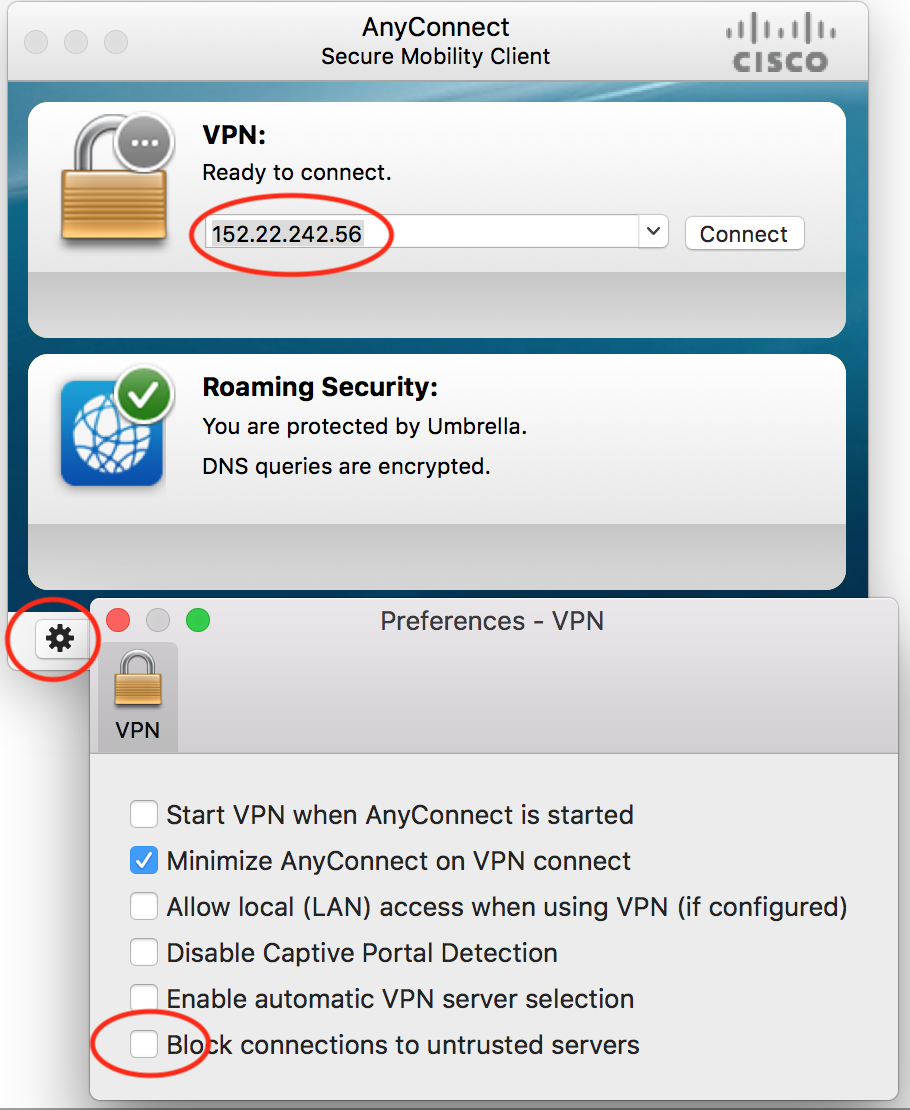 AnyConnect
Secure Mobility Client
CISCO
VPN:
Ready to connect.
152.22.242.56
Connect
Roaming Security:
You are protected by Umbrella.
DNS queries are encrypted.
Preferences - VPN
VPN
Start VPN when AnyConnect is started
Minimize AnyConnect on VPN connect
Allow local (LAN) access when using VPN (if configured)
Disable Captive Portal Detection
Enable automatic VPN server selection
Block connections to untrusted servers